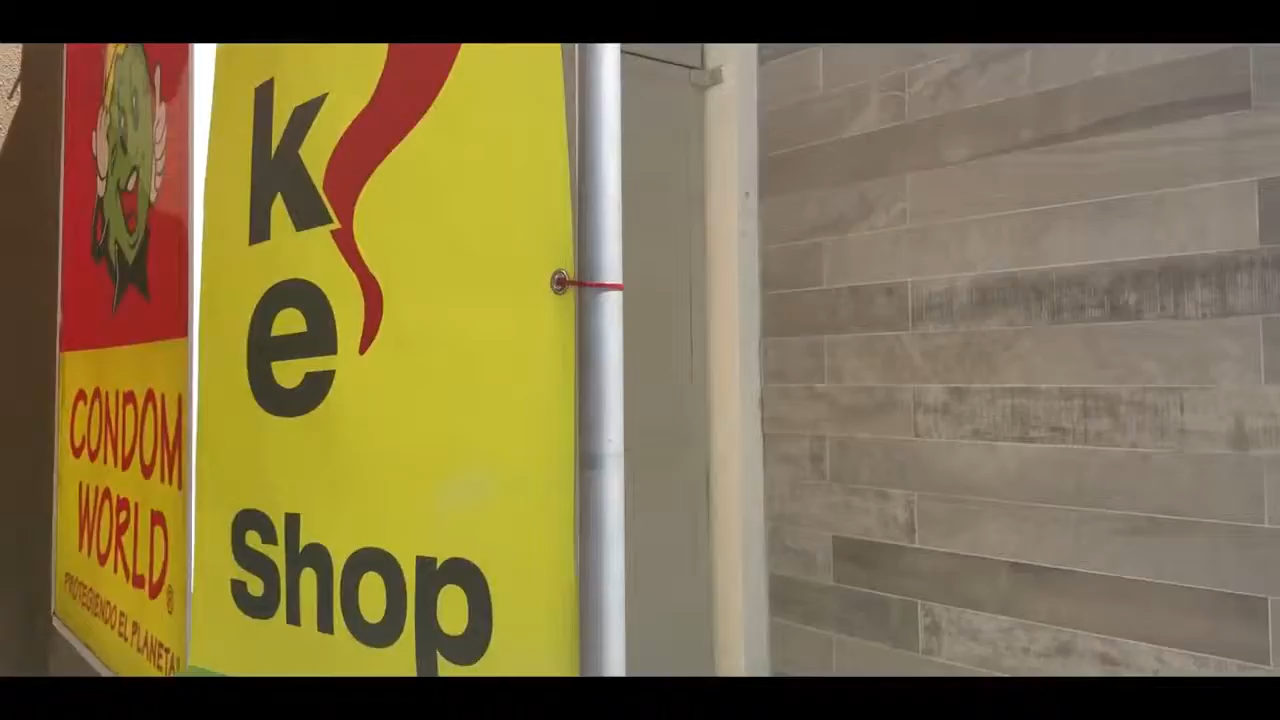 CONDOM
WORLD®
PROTEGIENDO EL PLANETA
k
e
Shop